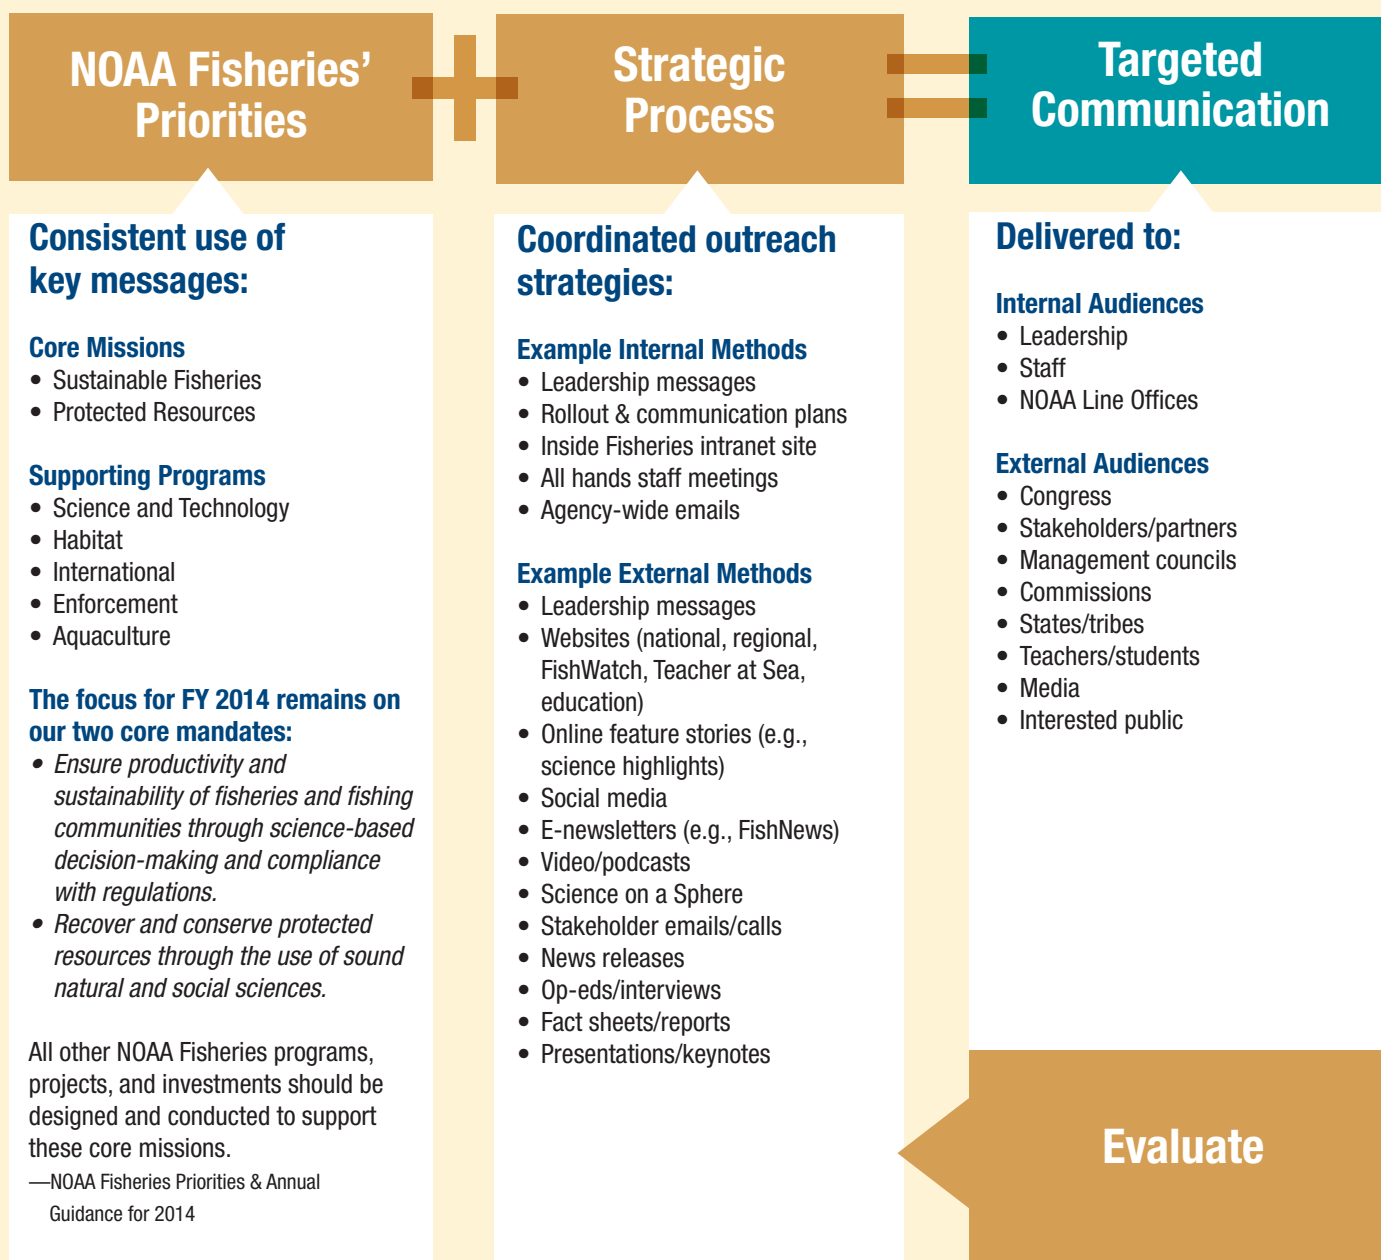 NOAA Fisheries'
Priorities
+
Strategic
Process
=
Targeted
Communication
Consistent use of
key messages:
Core Missions
• Sustainable Fisheries
• Protected Resources
Supporting Programs
• Science and Technology
• Habitat
• International
• Enforcement
• Aquaculture
The focus for FY 2014 remains on
our two core mandates:
• Ensure productivity and
sustainability of fisheries and fishing
communities through science-based
decision-making and compliance
with regulations.
• Recover and conserve protected
resources through the use of sound
natural and social sciences.
All other NOAA Fisheries programs,
projects, and investments should be
designed and conducted to support
these core missions.
—NOAA Fisheries Priorities & Annual
Guidance for 2014
Coordinated outreach
strategies:
Example Internal Methods
• Leadership messages
• Rollout & communication plans
• Inside Fisheries intranet site
• All hands staff meetings
• Agency-wide emails
Example External Methods
• Leadership messages
• Websites (national, regional,
FishWatch, Teacher at Sea,
education)
• Online feature stories (e.g.,
science highlights)
• Social media
• E-newsletters (e.g., FishNews)
• Video/podcasts
• Science on a Sphere
• Stakeholder emails/calls
• News releases
• Op-eds/interviews
• Fact sheets/reports
• Presentations/keynotes
Delivered to:
Internal Audiences
• Leadership
• Staff
• NOAA Line Offices
External Audiences
• Congress
• Stakeholders/partners
• Management councils
• Commissions
• States/tribes
• Teachers/students
• Media
• Interested public
Evaluate